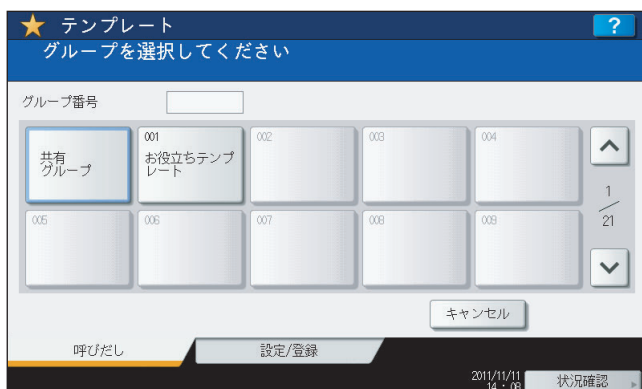 テンプレート
?
グループを選択してください
グループ番号
共有
グループ
001
お役立ちテンプ
レート
002
003
004
1
21
005
006
007
008
009
キャンセル
呼びだし
設定/登録
2011/11/11
14:08
状況確認